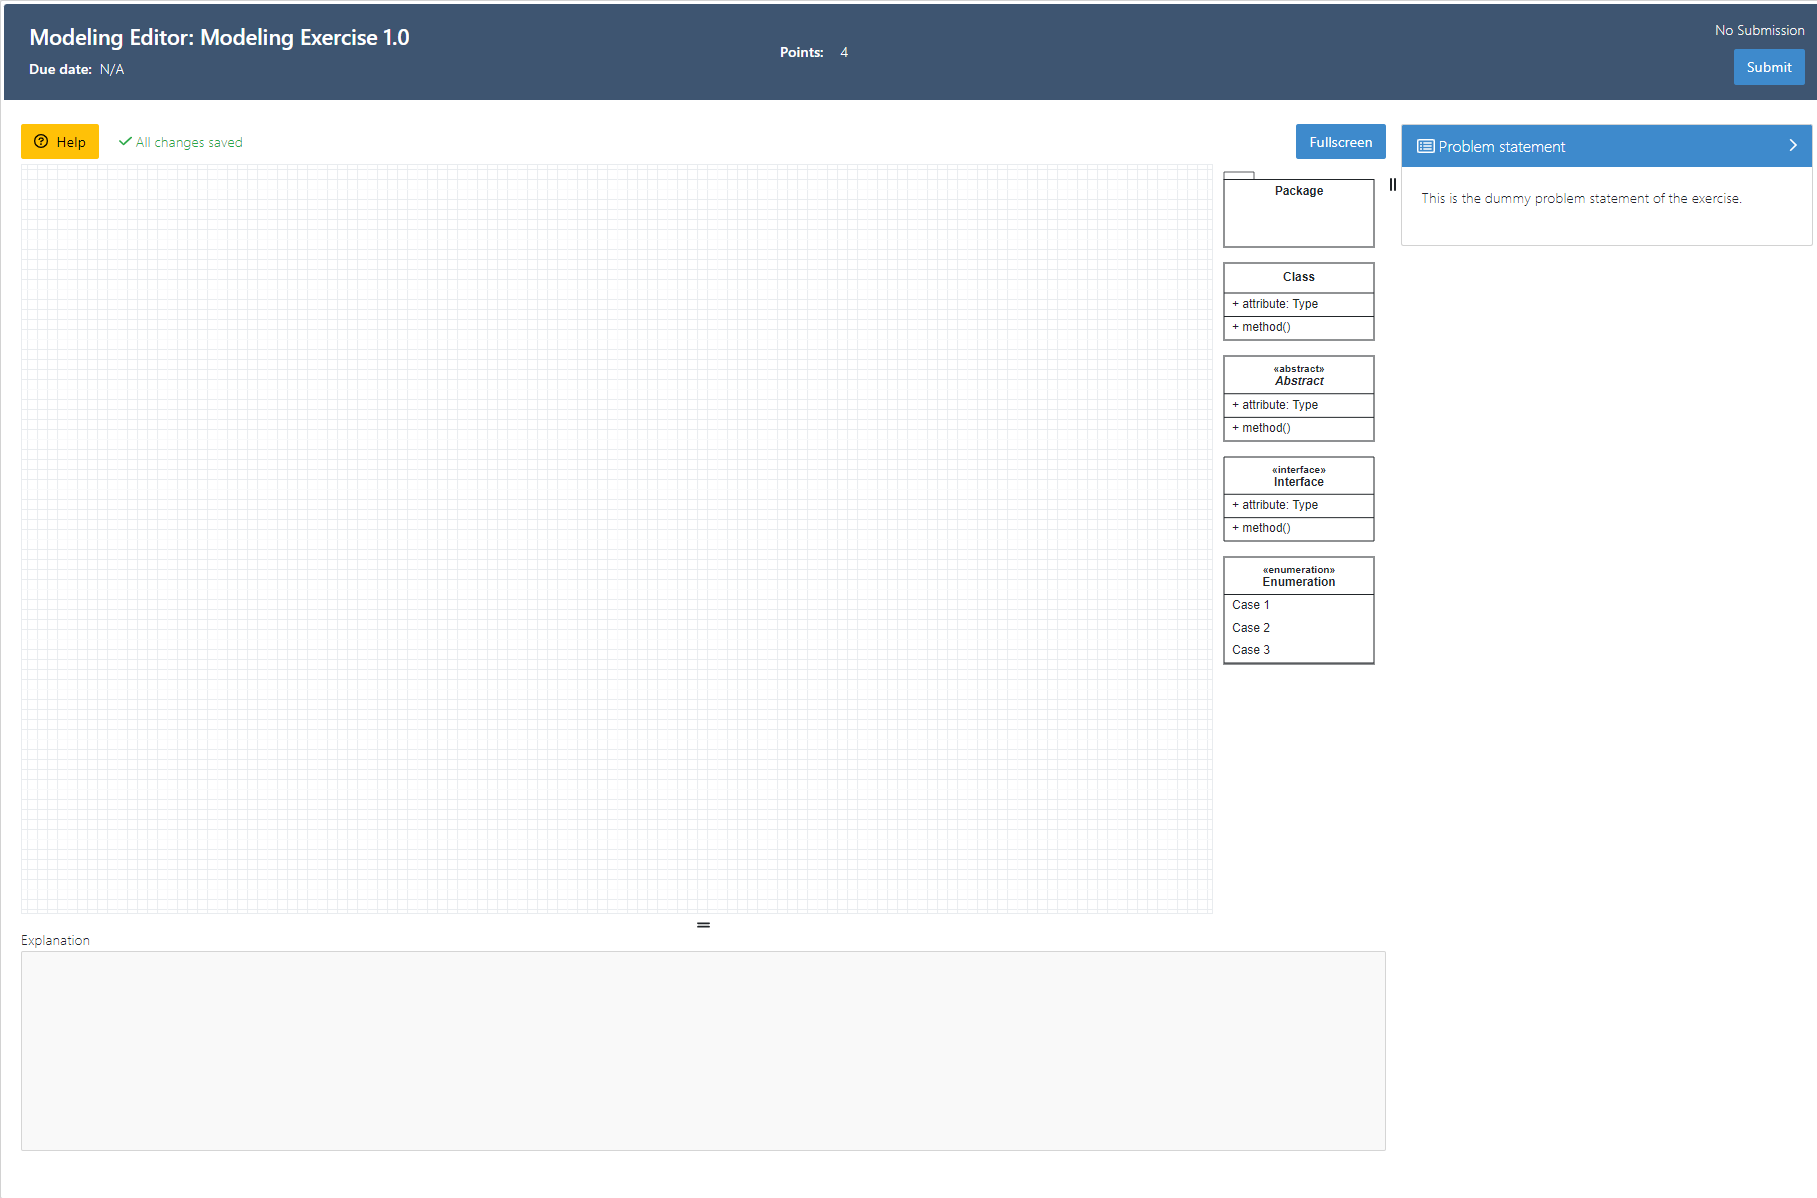 Modeling Editor: Modeling Exercise 1.0
Due date: N/A
Points: 4
No Submission
Submit
Help
All changes saved
Fullscreen
Problem statement
This is the dummy problem statement of the exercise.
Package
Class
+ attribute: Type
+ method()
«abstract»
Abstract
+ attribute: Type
+ method()
«interface»
Interface
+ attribute: Type
+ method()
«enumeration»
Enumeration
Case 1
Case 2
Case 3
Explanation